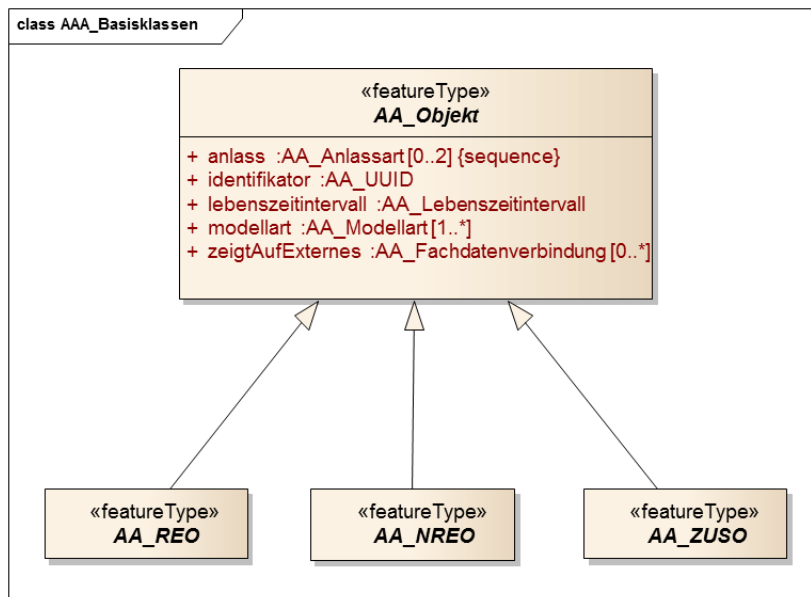 class AAA_Basisklassen
«featureType»
AA_Objekt
+ anlass :AA_Anlassart [0..2] {sequence}
+ identifikator :AA_UUID
+ lebenszeitintervall :AA_Lebenszeitintervall
+ modellart :AA_Modellart [1..*]
+ zeigtAufExternes :AA_Fachdatenverbindung [0..*]
«featureType»
AA_REO
«featureType»
AA_NREO
«featureType»
AA_ZUSO